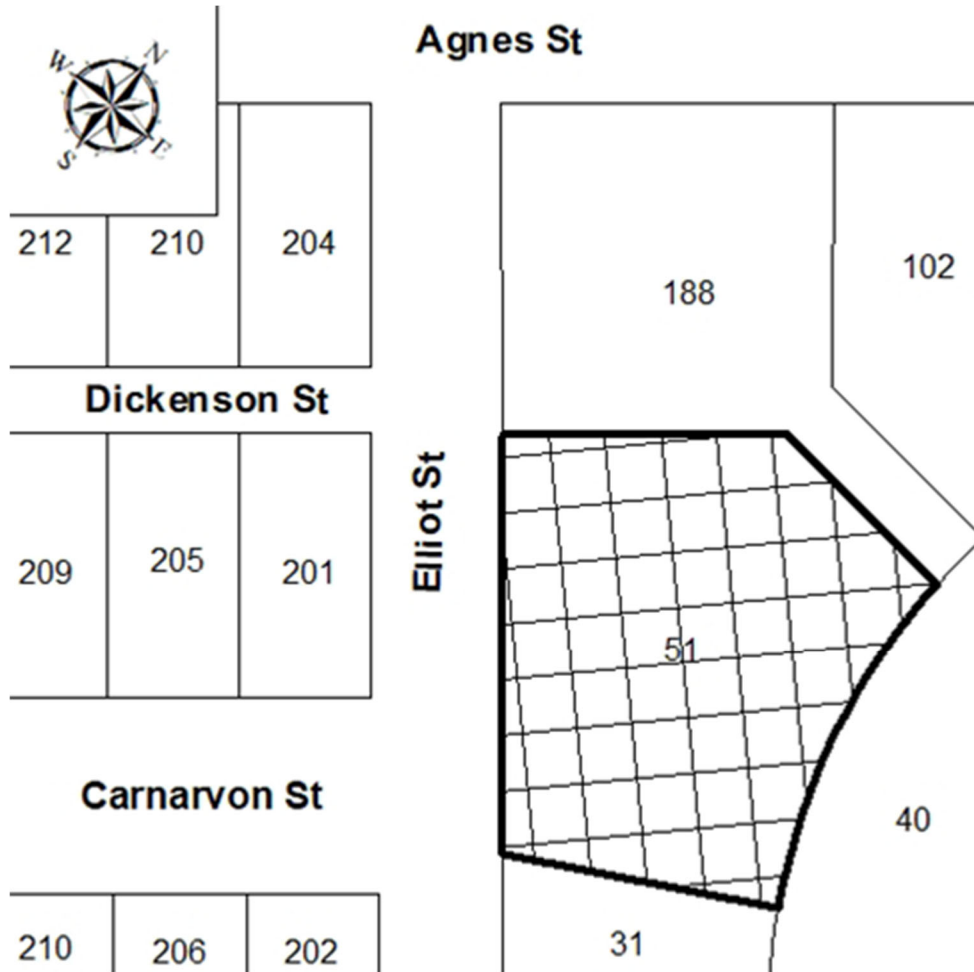 Agnes St
W N
S E
212 210 204
188
102
Dickenson St
Elliot St
209 205 201
51
Carnarvon St
40
210 206 202
31